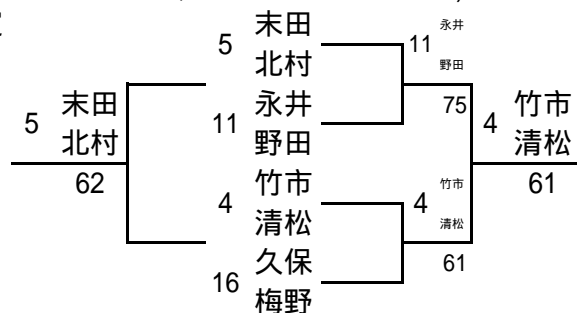 5 末田 北村 62
5 末田 北村
11 永井 野田
4 竹市 清松
16 久保 梅野
11 永井 野田 75
4 竹市 清松 61
4 竹市 清松 61